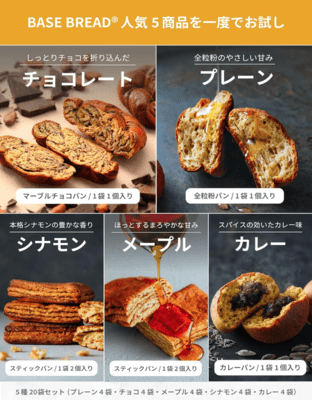 BASE BREAD®人気5商品を一度でお試し
しっとりチョコを折り込んだ
チョコレート
マーブルチョコパン / 1袋1個入り
全粒粉のやさしい甘み
プレーン
全粒粉パン / 1袋1個入り
本格シナモンの豊かな香り
シナモン
スティックパン / 1袋2個入り
ほっとするまろやかな甘み
メープル
スティックパン / 1袋2個入り
スパイスの効いたカレー味
カレー
カレーパン / 1袋1個入り
5種20袋セット（プレーン4袋・チョコ4袋・メープル4袋・シナモン4袋・カレー4袋）